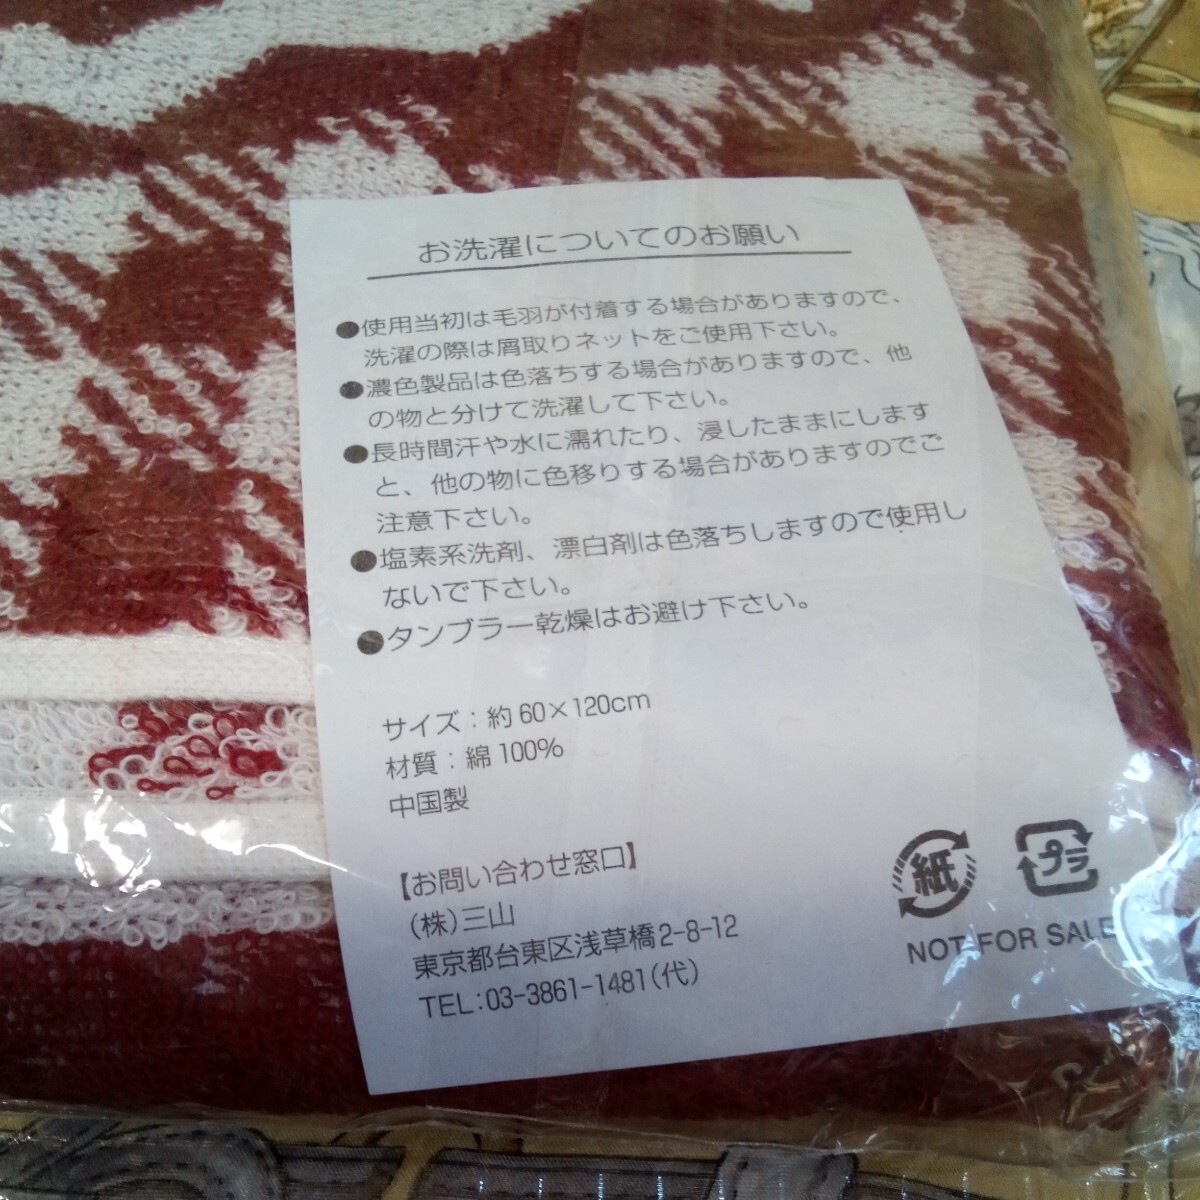 お洗濯についてのお願い
●使用当初は毛羽が付着する場合がありますので、
洗濯の際は屑取りネットをご使用下さい。
●濃色製品は色落ちする場合がありますので、他
の物と分けて洗濯して下さい。
●長時間汗や水に濡れたり、浸したままにします
と、他の物に色移りする場合がありますのでご
注意下さい。
●塩素系洗剤、漂白剤は色落ちしますので使用し
ないで下さい。
●タンブラー乾燥はお避け下さい。
サイズ:約60×120cm
材質:綿100%
中国製
【お問い合わせ窓口】
(株)三山
東京都台東区浅草橋2-8-12
TEL:03-3861-1481(代)
紙 プラ
NOT FOR SALE